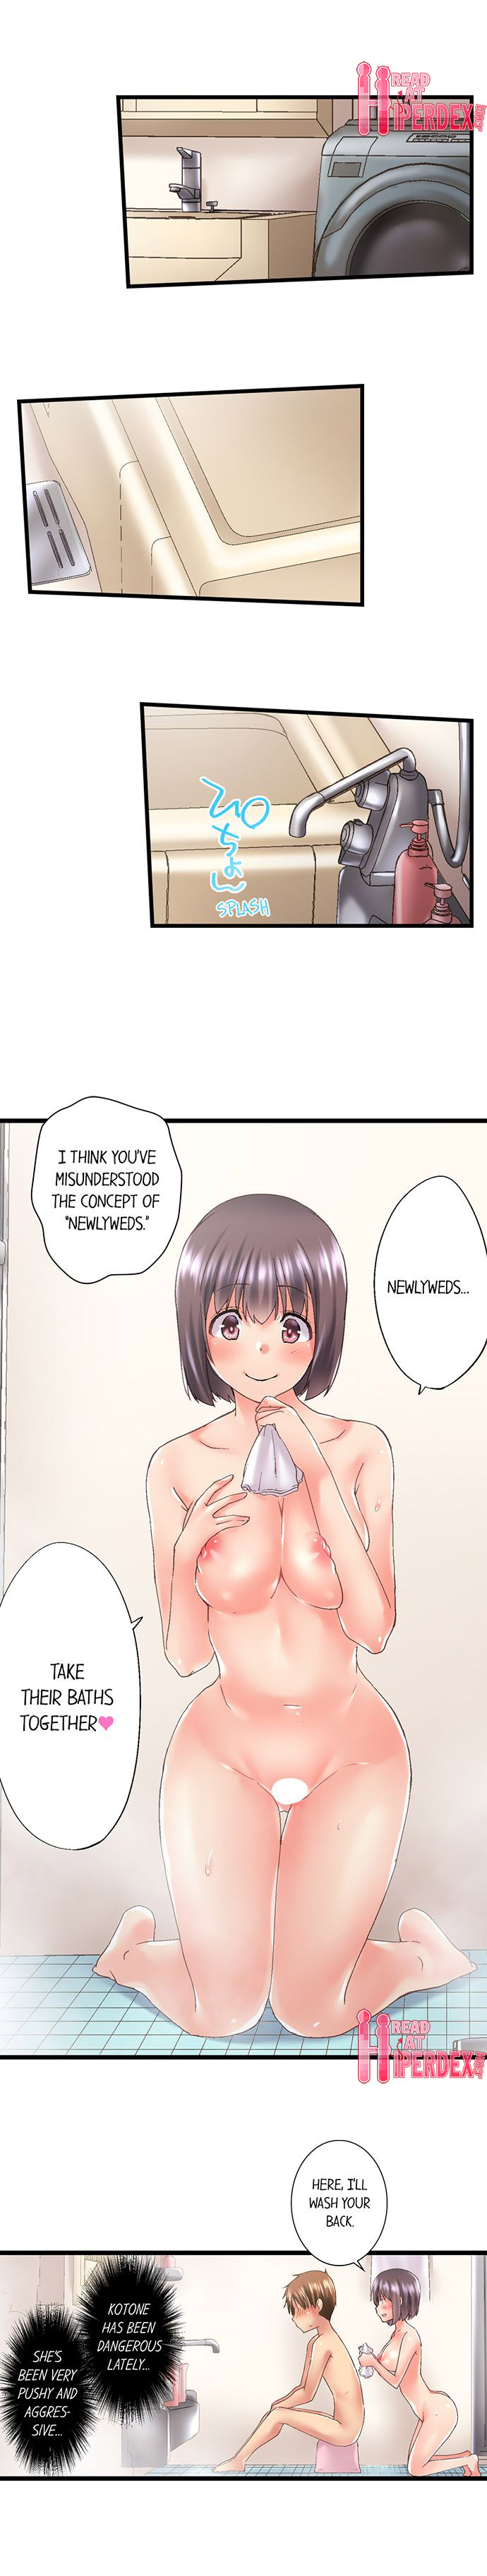 READ
AT
HIPERDEX
ぴちょん
SPLASH
NEWLYWEDS...
I THINK YOU'VE
MISUNDERSTOOD
THE CONCEPT OF
"NEWLYWEDS."
TAKE
THEIR BATHS
TOGETHER♥
READ
AT
HIPERDEX
HERE, I'LL
WASH YOUR
BACK.
KOTONE
HAS BEEN
DANGEROUS
LATELY...
SHE'S
BEEN VERY
PUSHY AND
AGGRES-
SIVE...